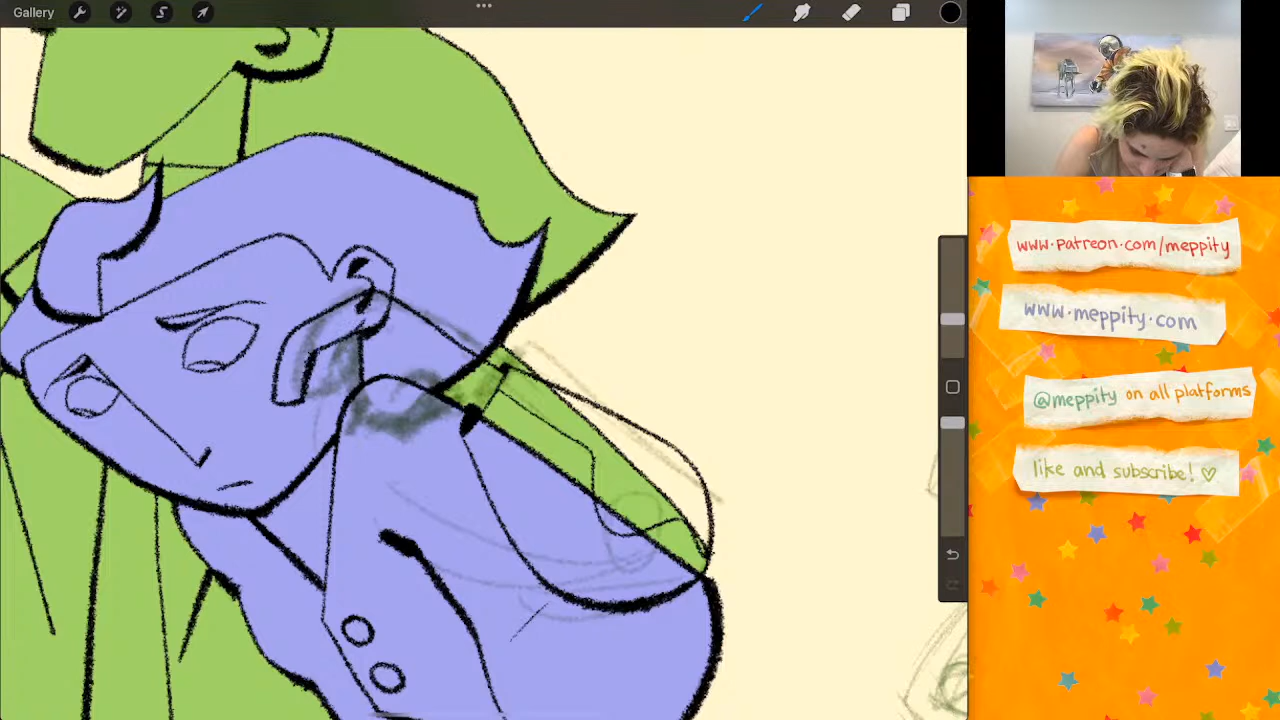 Gallery
www.patreon.com/meppity
www.meppity.com
@meppity on all platforms
like and subscribe! ♡